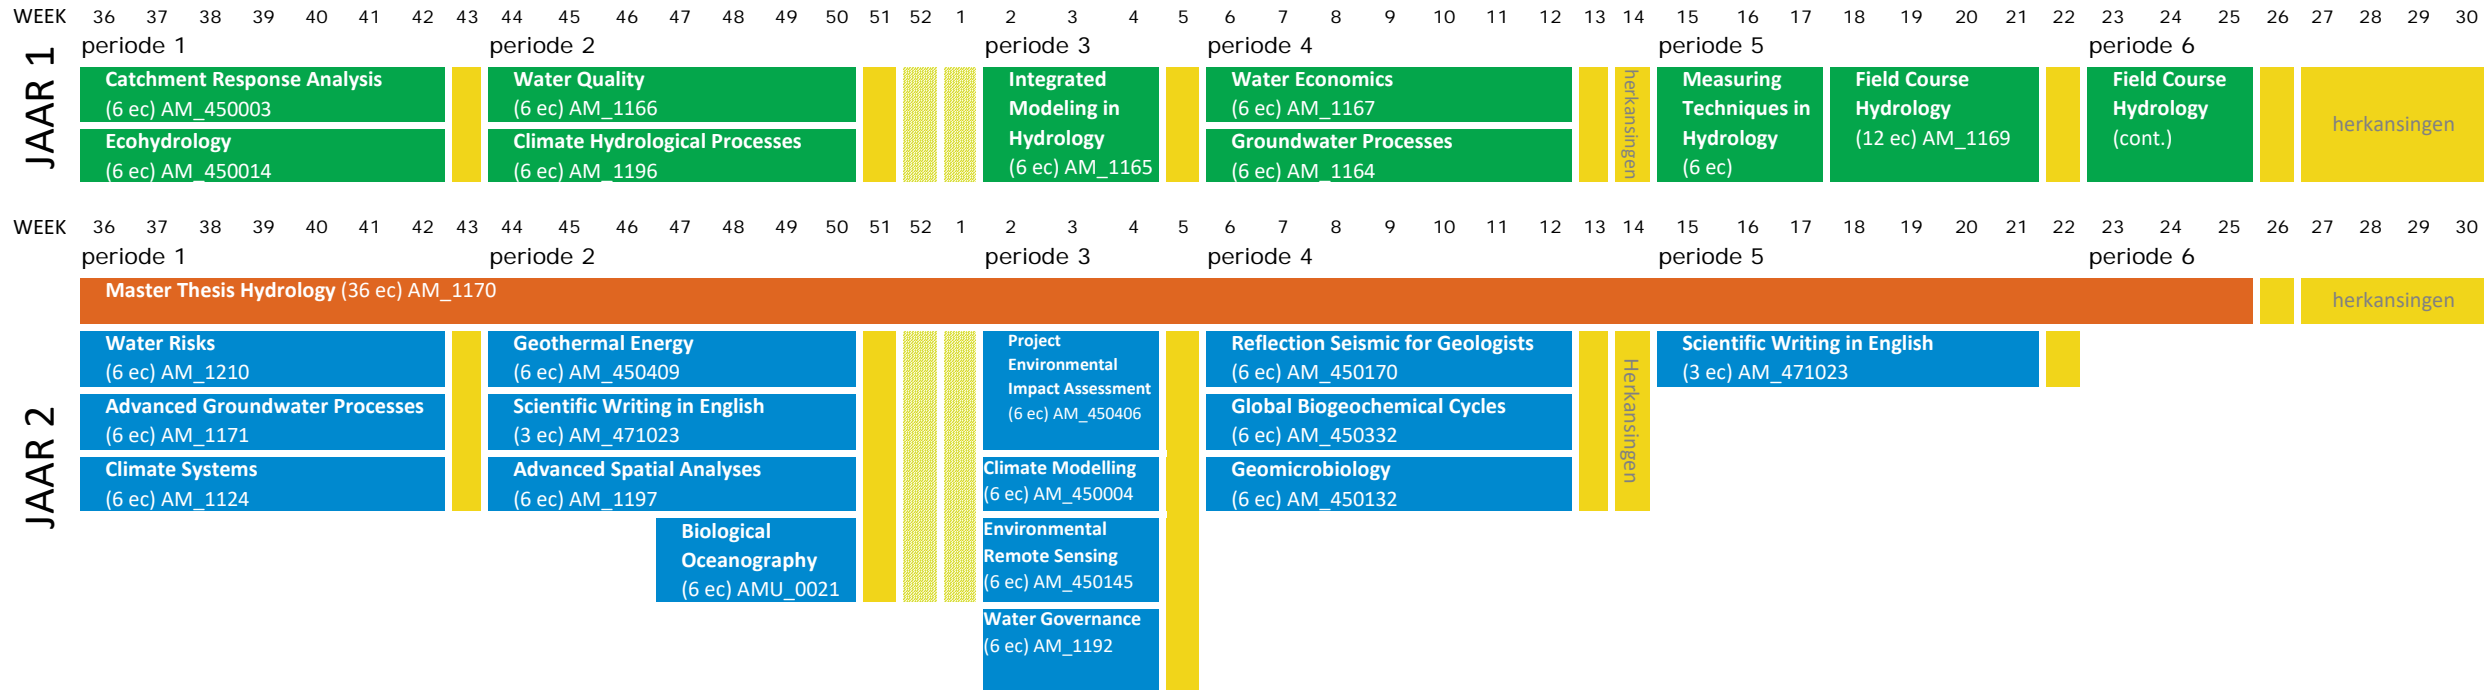 WEEK 36 37 38 39 40 41 42 43 44 45 46 47 48 49 50 51 52 1 2 3 4 5 6 7 8 9 10 11 12 13 14 15 16 17 18 19 20 21 22 23 24 25 26 27 28 29 30
periode 1 periode 2 periode 3 periode 4 periode 5 periode 6
JAAR 1
Catchment Response Analysis
(6 ec) AM_450003
Ecohydrology
(6 ec) AM_450014
Water Quality
(6 ec) AM_1166
Climate Hydrological Processes
(6 ec) AM_1196
Integrated
Modeling in
Hydrology
(6 ec) AM_1165
Water Economics
(6 ec) AM_1167
Groundwater Processes
(6 ec) AM_1164
herkansingen
Measuring
Techniques in
Hydrology
(6 ec)
Field Course
Hydrology
(12 ec) AM_1169
Field Course
Hydrology
(cont.)
herkansingen
WEEK 36 37 38 39 40 41 42 43 44 45 46 47 48 49 50 51 52 1 2 3 4 5 6 7 8 9 10 11 12 13 14 15 16 17 18 19 20 21 22 23 24 25 26 27 28 29 30
periode 1 periode 2 periode 3 periode 4 periode 5 periode 6
JAAR 2
Master Thesis Hydrology (36 ec) AM_1170
herkansingen
Water Risks
(6 ec) AM_1210
Advanced Groundwater Processes
(6 ec) AM_1171
Climate Systems
(6 ec) AM_1124
Geothermal Energy
(6 ec) AM_450409
Scientific Writing in English
(3 ec) AM_471023
Advanced Spatial Analyses
(6 ec) AM_1197
Biological
Oceanography
(6 ec) AMU_0021
Project
Environmental
Impact Assessment
(6 ec) AM_450406
Climate Modelling
(6 ec) AM_450004
Environmental
Remote Sensing
(6 ec) AM_450145
Water Governance
(6 ec) AM_1192
Reflection Seismic for Geologists
(6 ec) AM_450170
Global Biogeochemical Cycles
(6 ec) AM_450332
Geomicrobiology
(6 ec) AM_450132
Herkansingen
Scientific Writing in English
(3 ec) AM_471023